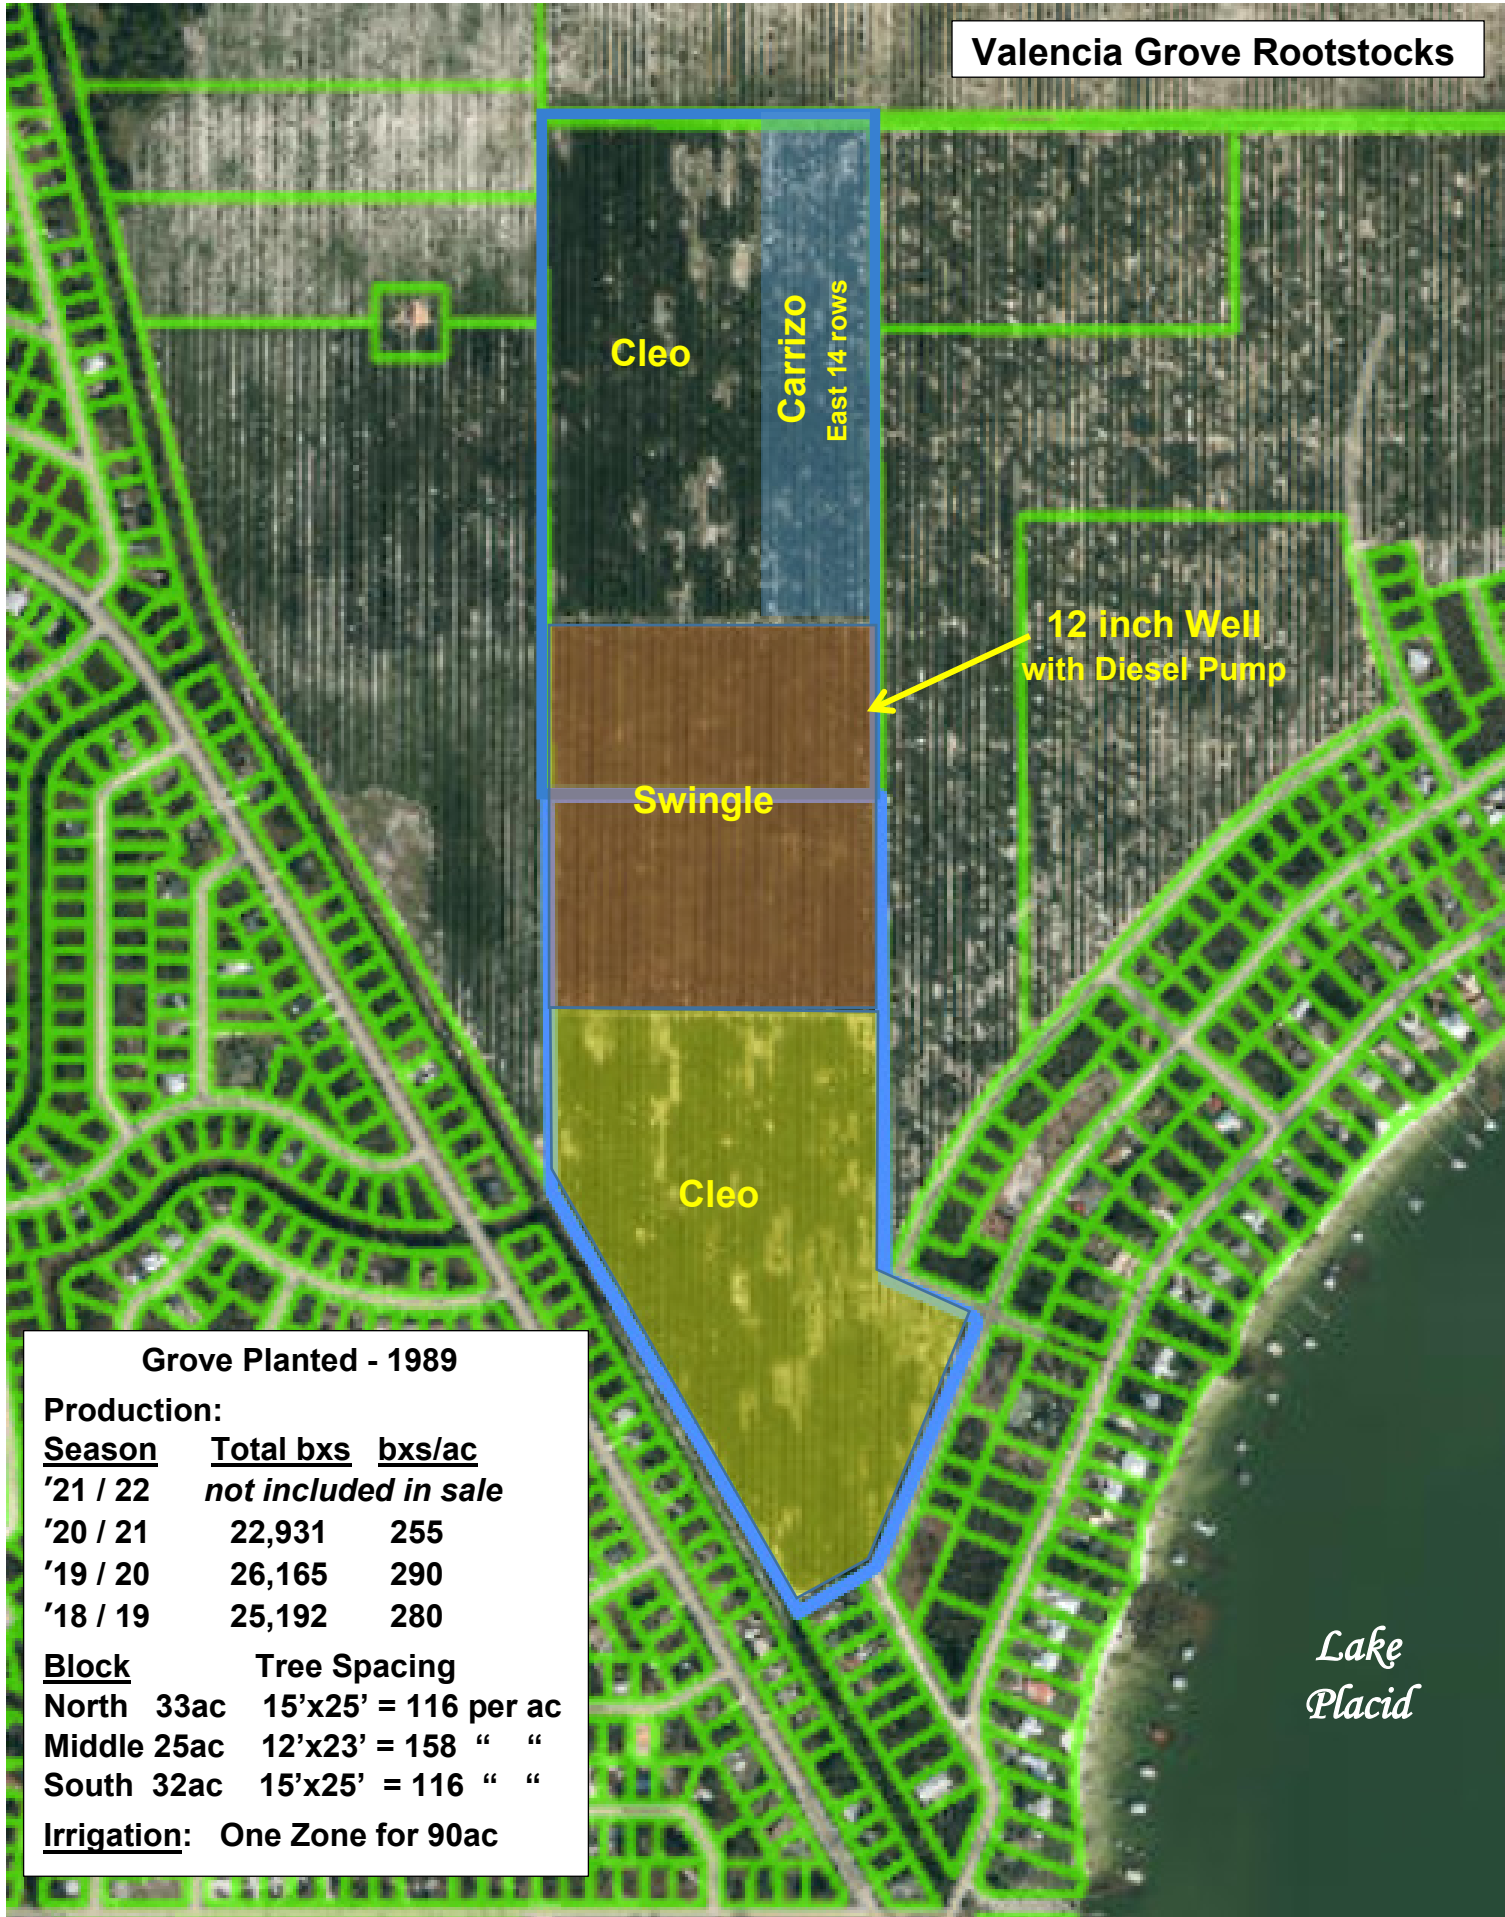 Valencia Grove Rootstocks
Cleo
Carrizo
East 14 rows
12 inch Well
with Diesel Pump
Swingle
Cleo
Grove Planted - 1989
Production:
Season Total bxs bxs/ac
'21 / 22 not included in sale
'20 / 21 22,931 255
'19 / 20 26,165 290
'18 / 19 25,192 280
Block Tree Spacing
North 33ac 15’x25’ = 116 per ac
Middle 25ac 12’x23’ = 158 “ “
South 32ac 15’x25’ = 116 “ “
Irrigation: One Zone for 90ac
Lake
Placid